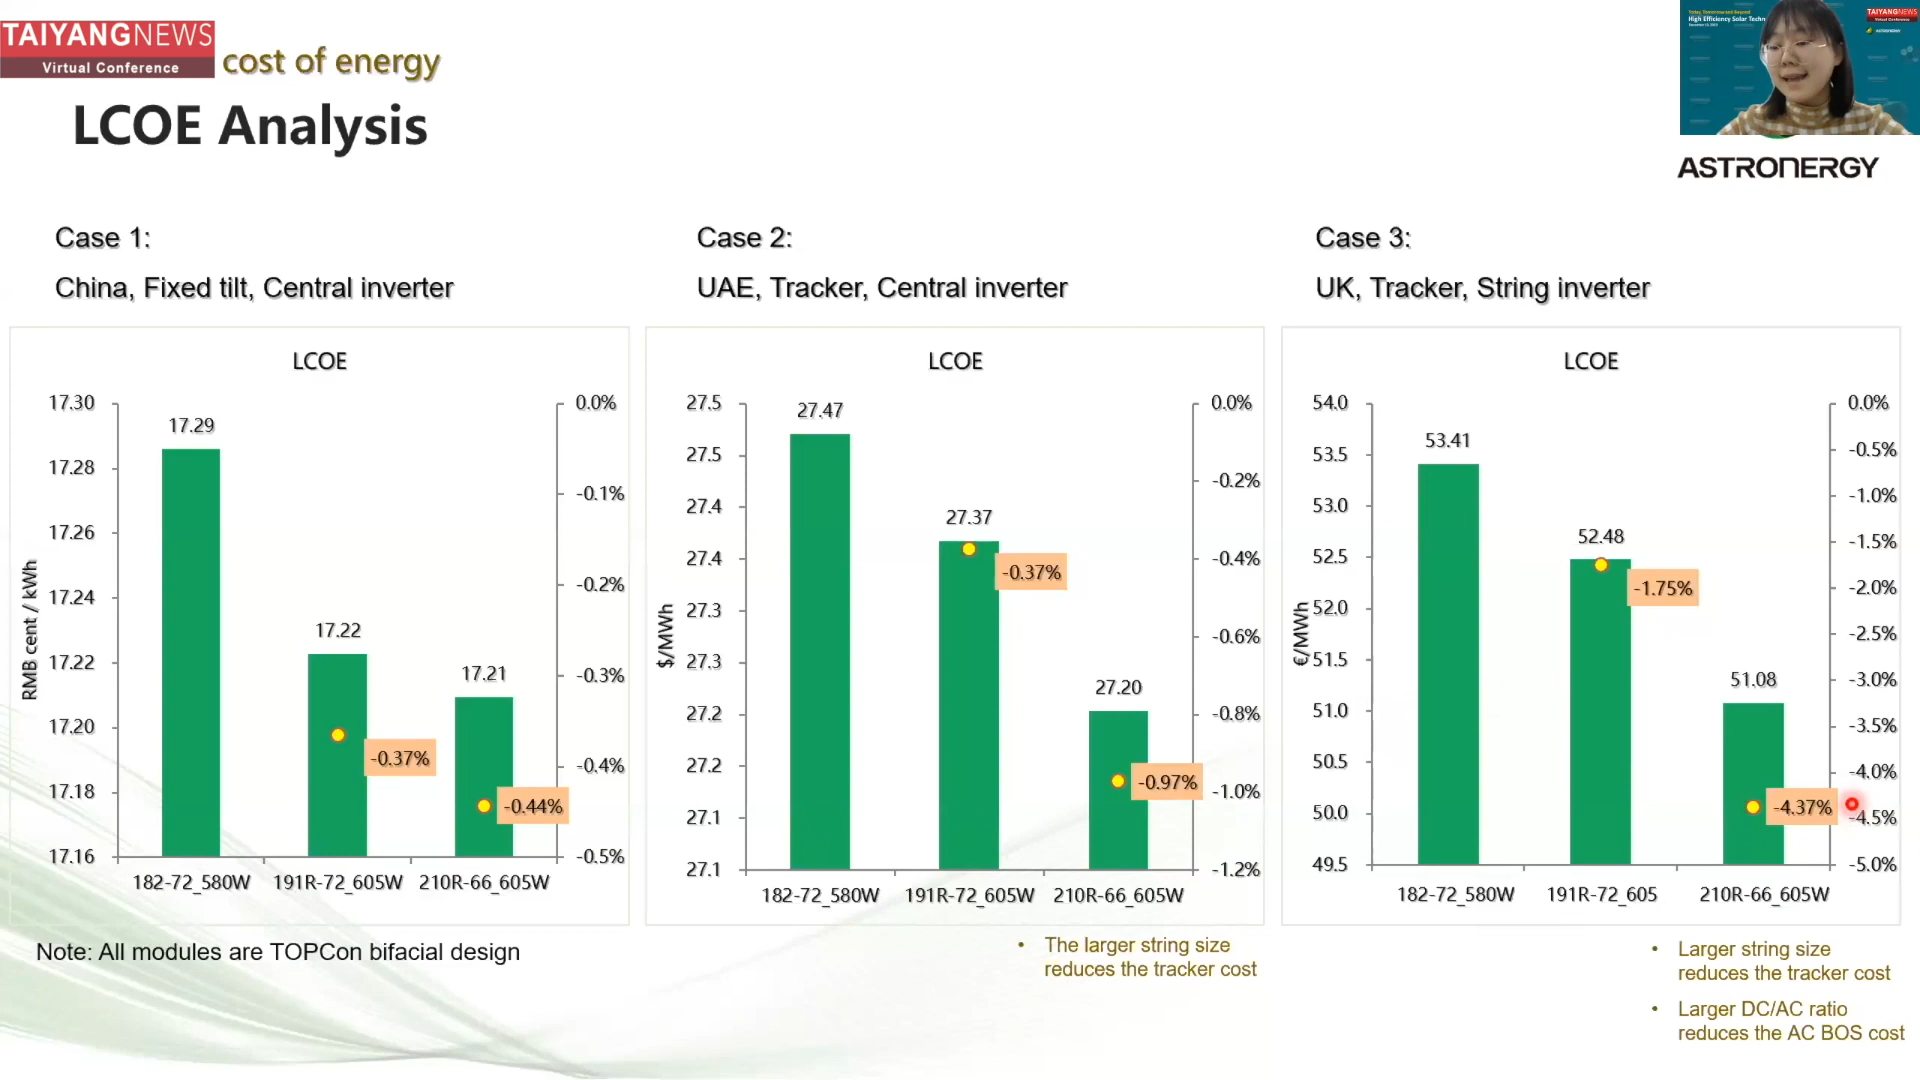 TAIYANGNEWS
Virtual Conference
cost of energy
LCOE Analysis
High Efficiency Solar Techn
TAIYANGNEWS
Virtual Conference
ASTRONERGY
ASTRONERGY
Case 1:
China, Fixed tilt, Central inverter
LCOE
RMB cent / kWh
17.30
17.28
17.26
17.24
17.22
17.20
17.18
17.16
17.29
17.22
17.21
-0.37%
-0.44%
0.0%
-0.1%
-0.2%
-0.3%
-0.4%
-0.5%
182-72_580W
191R-72_605W
210R-66_605W
Note: All modules are TOPCon bifacial design
Case 2:
UAE, Tracker, Central inverter
LCOE
$/MWh
27.5
27.5
27.4
27.4
27.3
27.3
27.2
27.2
27.1
27.1
27.47
27.37
27.20
-0.37%
-0.97%
0.0%
-0.2%
-0.4%
-0.6%
-0.8%
-1.0%
-1.2%
182-72_580W
191R-72_605W
210R-66_605W
• The larger string size
reduces the tracker cost
Case 3:
UK, Tracker, String inverter
LCOE
€/MWh
54.0
53.5
53.0
52.5
52.0
51.5
51.0
50.5
50.0
49.5
53.41
52.48
51.08
-1.75%
-4.37%
0.0%
-0.5%
-1.0%
-1.5%
-2.0%
-2.5%
-3.0%
-3.5%
-4.0%
-4.5%
-5.0%
182-72_580W
191R-72_605
210R-66_605W
• Larger string size
reduces the tracker cost
• Larger DC/AC ratio
reduces the AC BOS cost